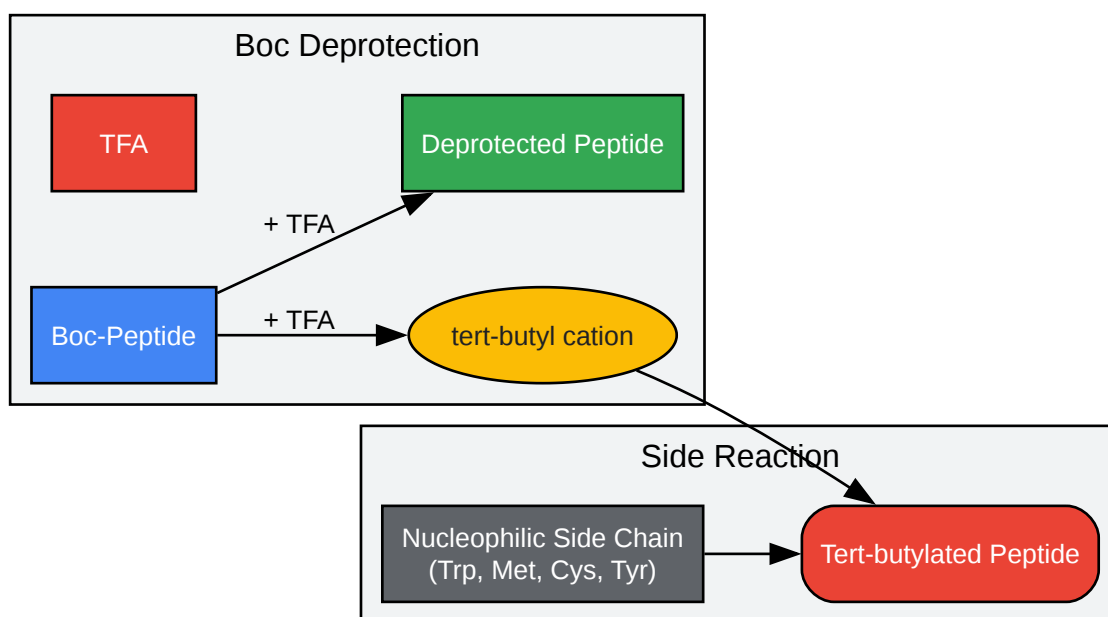 Boc Deprotection
TFA
Deprotected Peptide
+ TFA
Boc-Peptide
+ TFA
tert-butyl cation
Side Reaction
Nucleophilic Side Chain
(Trp, Met, Cys, Tyr)
Tert-butylated Peptide